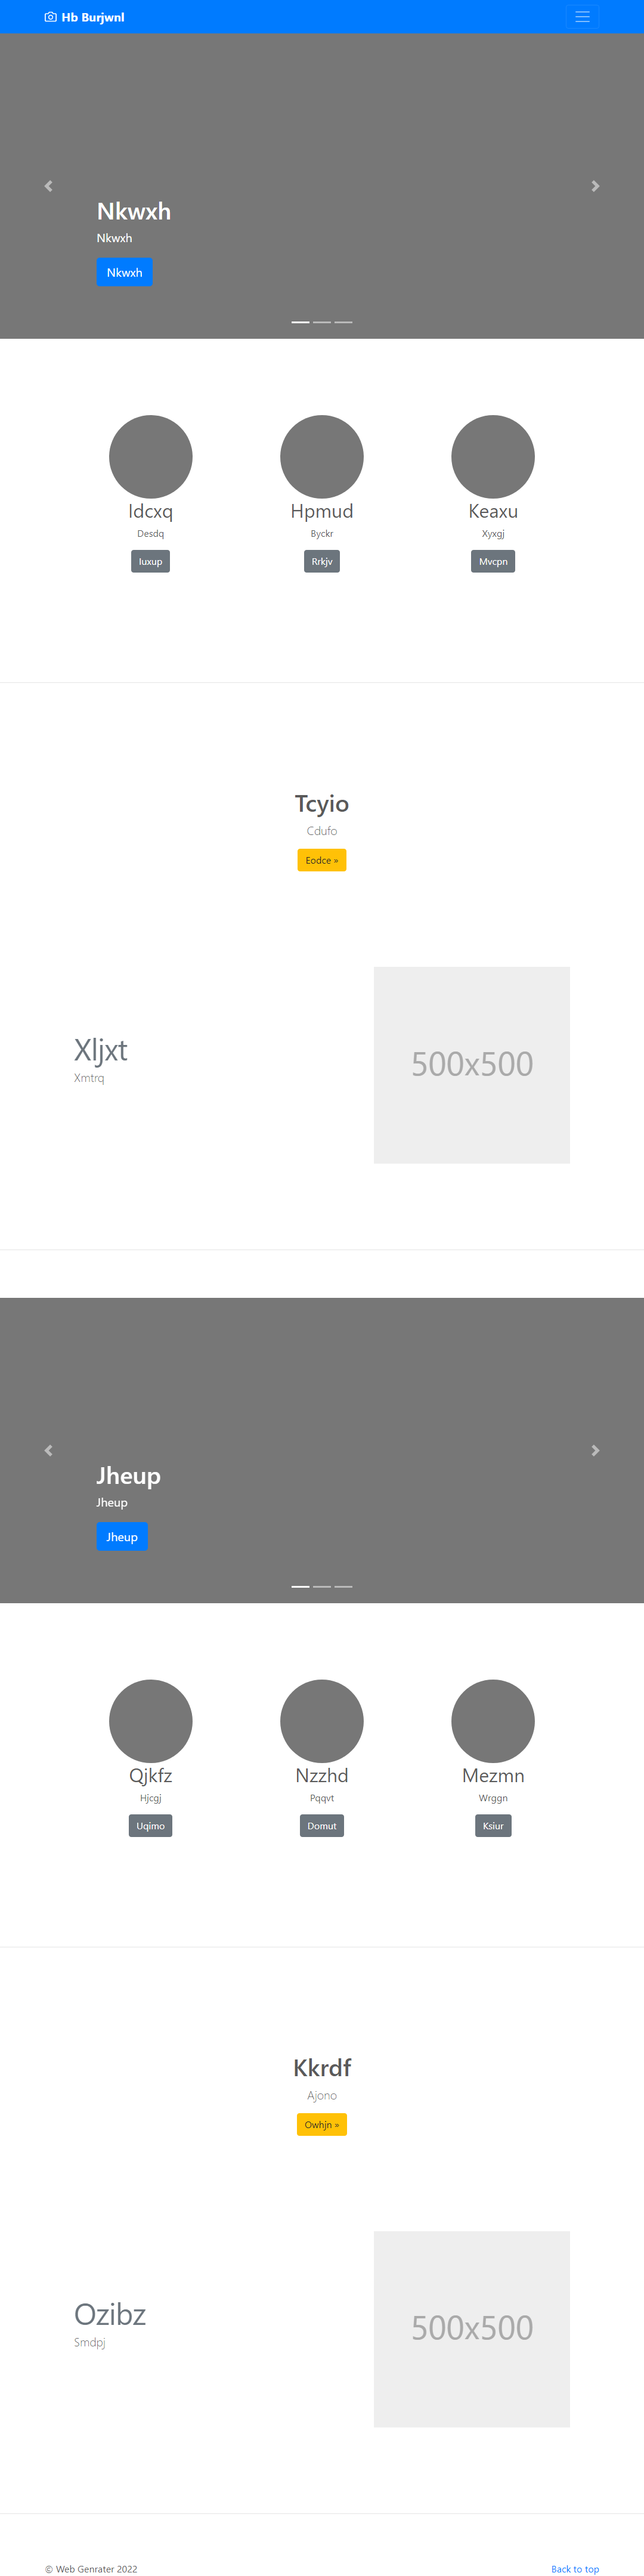 Hb Burjwnl
Nkwxh
Nkwxh
Nkwxh
Idcxq
Hpmud
Keaxu
Desdq
Byckr
Xyxgj
Iuxup
Rrkjv
Mvcpn
Tcyio
Cdufo
Eodce »
Xljxt
Xmtrq
500x500
Jheup
Jheup
Jheup
Qjkfz
Nzzhd
Mezmn
Hjcgj
Pqqvt
Wrggn
Uqimo
Domut
Ksiur
Kkrdf
Ajono
Owhjn »
Ozibz
Smdpj
500x500
© Web Genrater 2022
Back to top